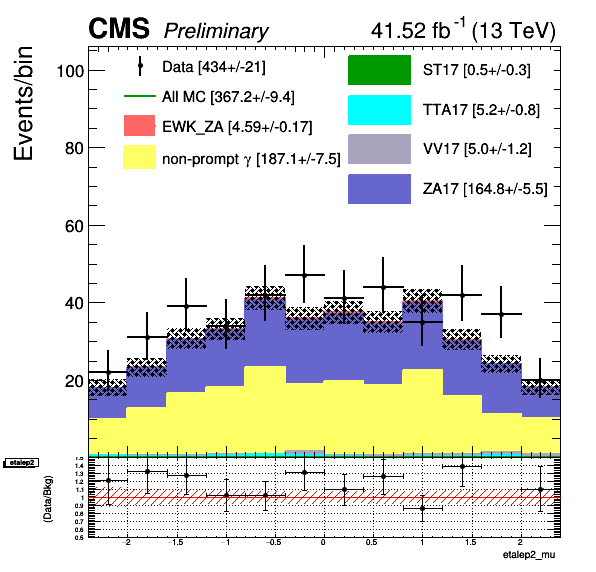 CMS Preliminary 41.52 fb⁻¹ (13 TeV)
Events/bin
100
80
60
40
20
Data [434+/-21]
All MC [367.2+/-9.4]
EWK_ZA [4.59+/-0.17]
non-prompt γ [187.1+/-7.5]
ST17 [0.5+/-0.3]
TTA17 [5.2+/-0.8]
VV17 [5.0+/-1.2]
ZA17 [164.8+/-5.5]
etalep2
(Data/Bkg)
1.5
1.4
1.3
1.2
1.1
1
0.9
0.8
0.7
0.6
0.5
−2 −1.5 −1 −0.5 0 0.5 1 1.5 2
etalep2_mu